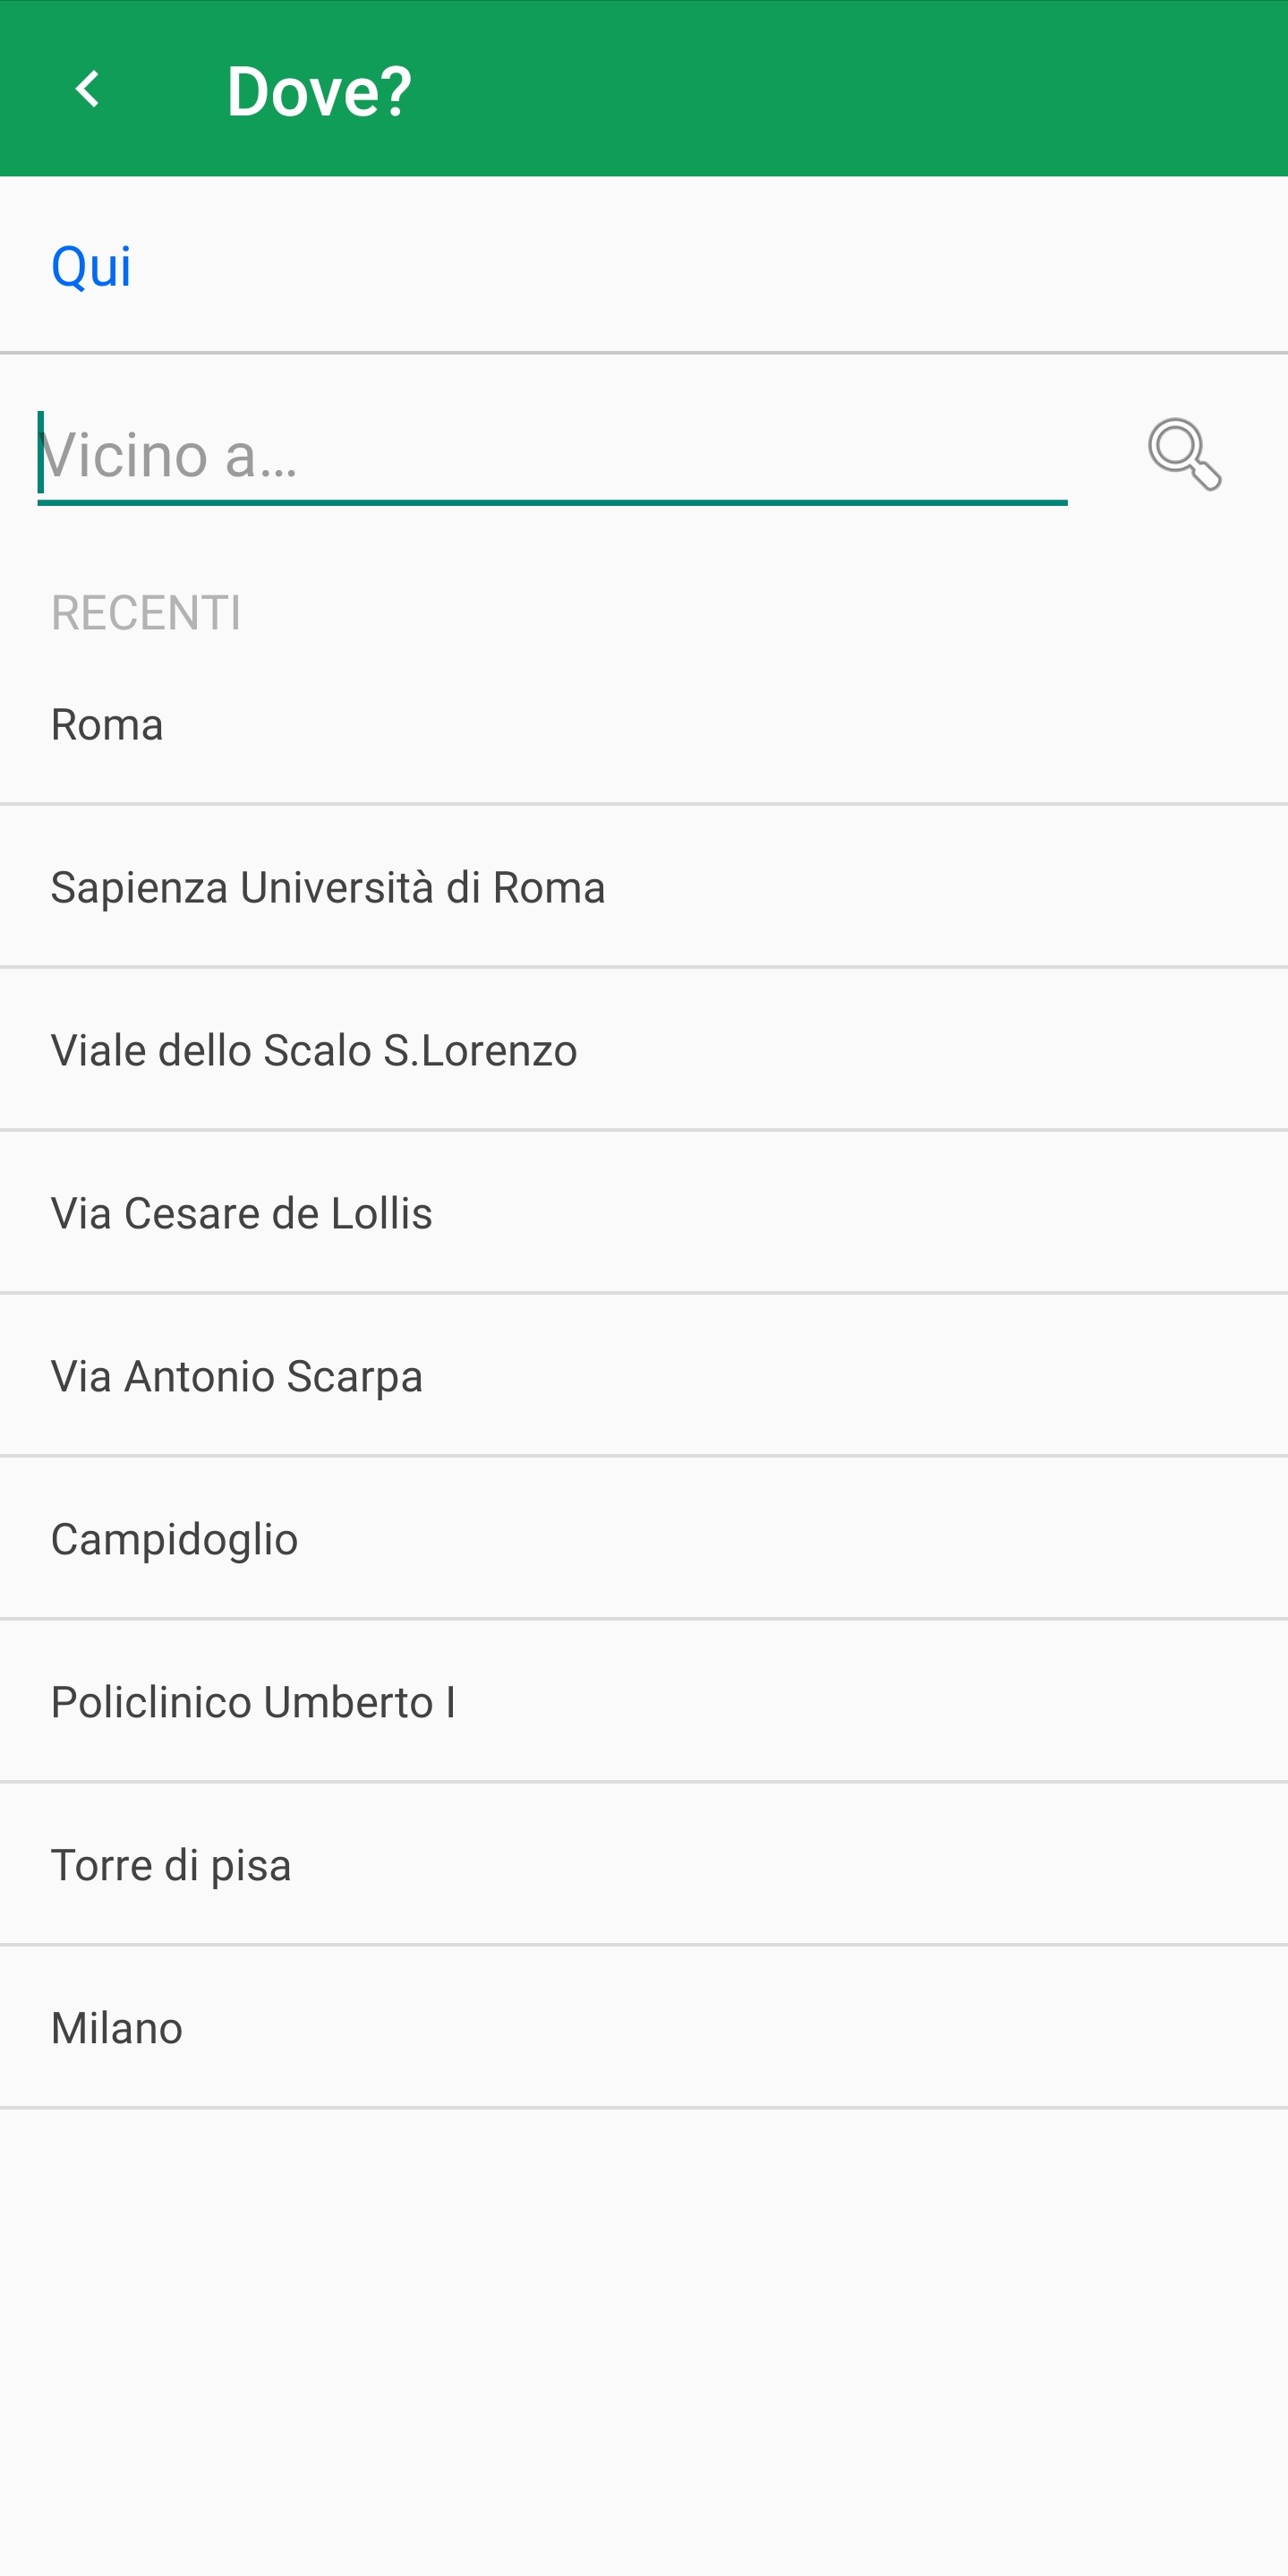 Dove?
Qui
Vicino a...
RECENTI
Roma
Sapienza Università di Roma
Viale dello Scalo S.Lorenzo
Via Cesare de Lollis
Via Antonio Scarpa
Campidoglio
Policlinico Umberto I
Torre di pisa
Milano